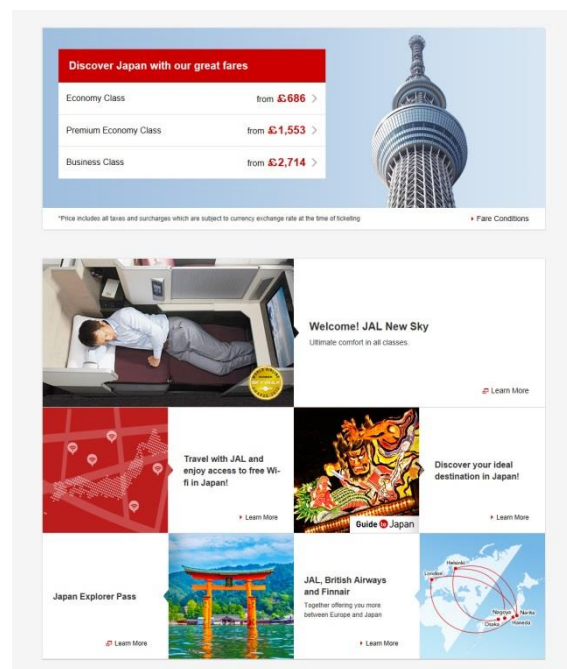 Discover Japan with our great fares
Economy Class from £686
Premium Economy Class from £1,553
Business Class from £2,714
*Price includes all taxes and surcharges which are subject to currency exchange rate at the time of ticketing
Fare Conditions
Welcome! JAL New Sky
Ultimate comfort in all classes.
Learn More
Travel with JAL and
enjoy access to free Wi-
fi in Japan!
Learn More
Guide to Japan
Discover your ideal
destination in Japan!
Learn More
Japan Explorer Pass
Learn More
JAL, British Airways
and Finnair
Together offering you more
between Europe and Japan
Learn More
Helsinki
London
Nagoya
Narita
Osaka
Haneda